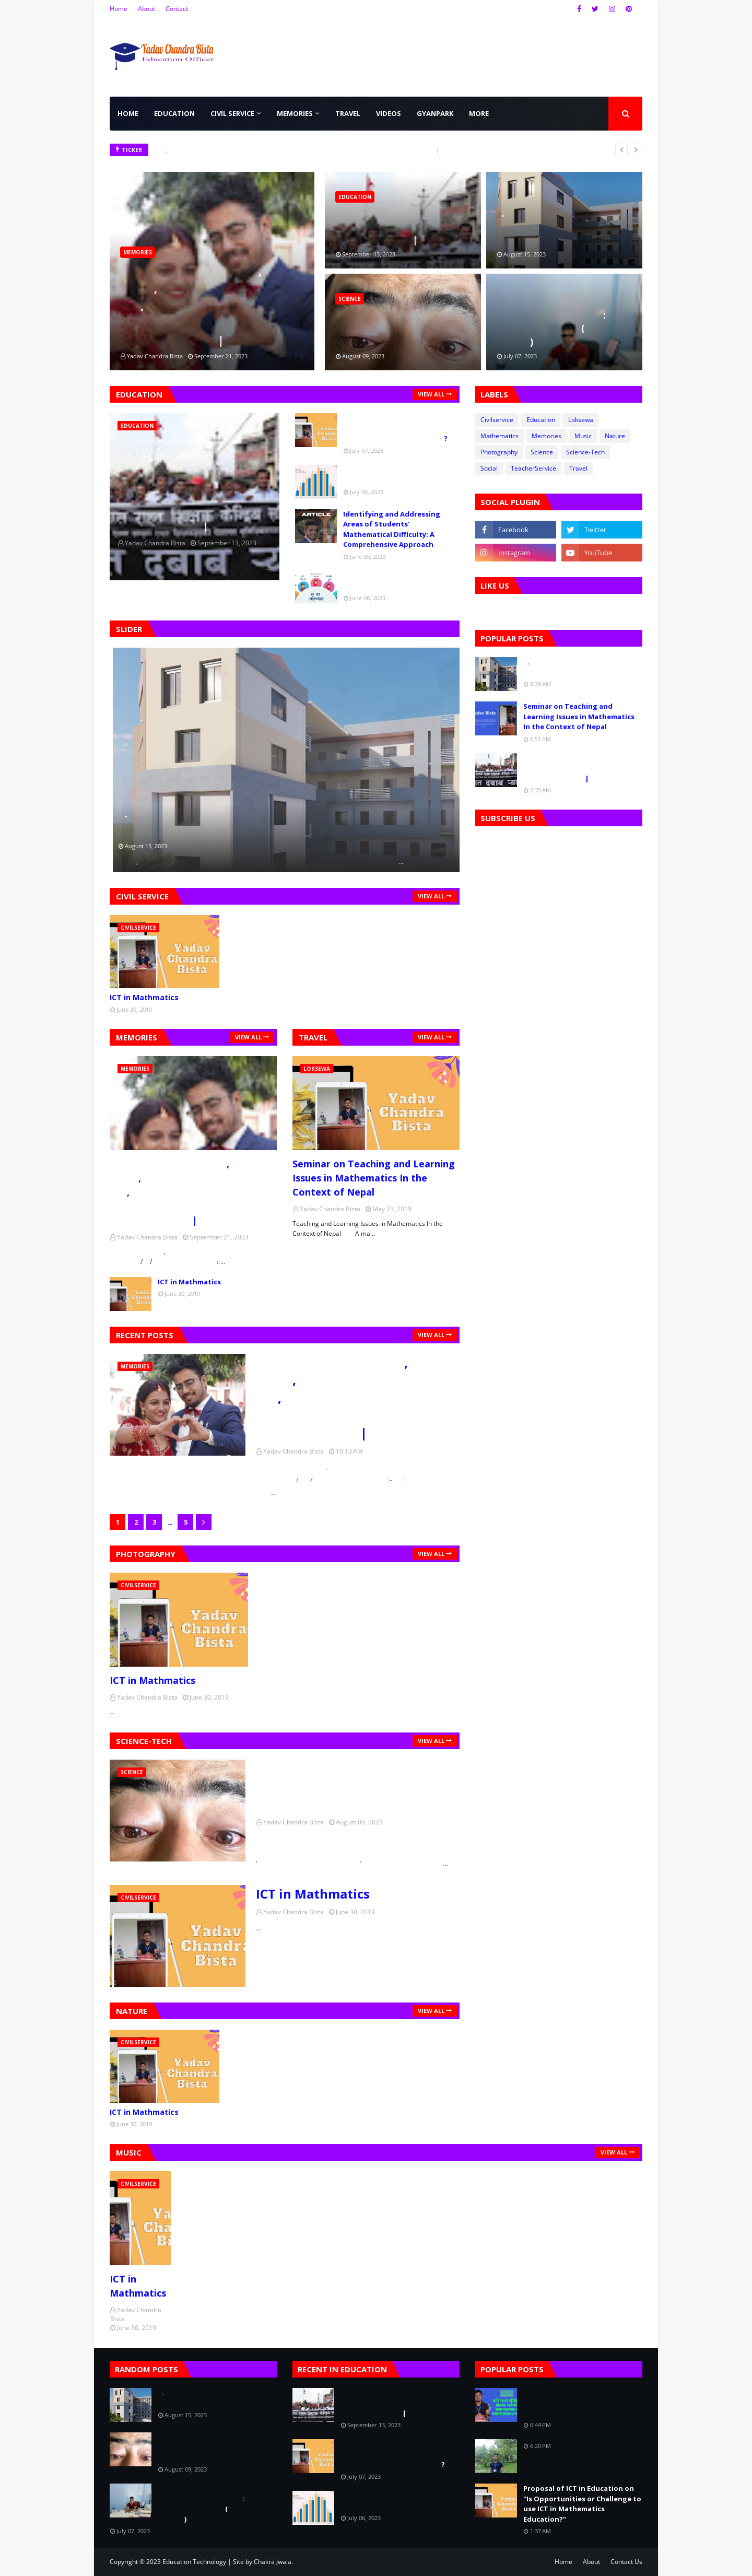 Home About Contact
Yadav Chandra Bista
Education Officer
HOME EDUCATION CIVIL SERVICE MEMORIES TRAVEL VIDEOS GYANPARK MORE
TICKER
MEMORIES
Yadav Chandra Bista September 21, 2023
EDUCATION
September 13, 2023
August 15, 2023
SCIENCE
August 09, 2023
July 07, 2023
EDUCATION VIEW ALL
EDUCATION
Yadav Chandra Bista September 13, 2023
?
July 07, 2023
July 06, 2023
ARTICLE
Identifying and Addressing
Areas of Students'
Mathematical Difficulty: A
Comprehensive Approach
June 30, 2023
June 08, 2023
LABELS
Civilservice Education Loksewa
Mathematics Memories Music Nature
Photography Science Science-Tech
Social TeacherService Travel
SOCIAL PLUGIN
Facebook Twitter
Instagram YouTube
LIKE US
POPULAR POSTS
8:28 AM
Seminar on Teaching and
Learning Issues in Mathematics
In the Context of Nepal
6:51 PM
2:35 AM
SUBSCRIBE US
SLIDER
August 15, 2023
...
CIVIL SERVICE VIEW ALL
CIVILSERVICE
Yadav
Chandra
Bista
ICT in Mathmatics
June 30, 2019
MEMORIES VIEW ALL
MEMORIES
Yadav Chandra Bista September 21, 2023
/ / :-...
ICT in Mathmatics
June 30, 2019
TRAVEL VIEW ALL
LOKSEWA
Yadav
Chandra
Bista
Seminar on Teaching and Learning
Issues in Mathematics In the
Context of Nepal
Yadav Chandra Bista May 23, 2019
Teaching and Learning Issues in Mathematics In the
Context of Nepal A ma...
RECENT POSTS VIEW ALL
MEMORIES
Yadav Chandra Bista 10:13 AM
/ / :- :
...
1 2 3 ... 5
PHOTOGRAPHY VIEW ALL
CIVILSERVICE
Yadav
Chandra
Bista
ICT in Mathmatics
Yadav Chandra Bista June 30, 2019
...
SCIENCE-TECH VIEW ALL
SCIENCE
Yadav Chandra Bista August 09, 2023
...
CIVILSERVICE
Yadav
Chandra
Bista
ICT in Mathmatics
Yadav Chandra Bista June 30, 2019
...
NATURE VIEW ALL
CIVILSERVICE
Yadav
Chandra
Bista
ICT in Mathmatics
June 30, 2019
MUSIC VIEW ALL
CIVILSERVICE
ICT in
Mathmatics
Yadav Chandra
Bista
June 30, 2019
RANDOM POSTS
August 15, 2023
August 09, 2023
July 07, 2023
RECENT IN EDUCATION
September 13, 2023
?
July 07, 2023
July 06, 2023
POPULAR POSTS
6:44 PM
6:20 PM
Proposal of ICT in Education on
"Is Opportunities or Challenge to
use ICT in Mathematics
Education?"
1:37 AM
Copyright © 2023 Education Technology | Site by Chakra Jwala.
Home About Contact Us